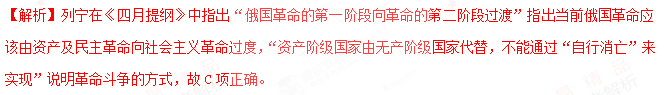 【解析】列宁在《四月提纲》中指出“俄国革命的第一阶段向革命的第二阶段过渡”指出当前俄国革命应
该由资产及民主革命向社会主义革命过度，“资产阶级国家由无产阶级国家代替，不能通过“自行消亡”来
实现”说明革命斗争的方式，故 C 项正确。